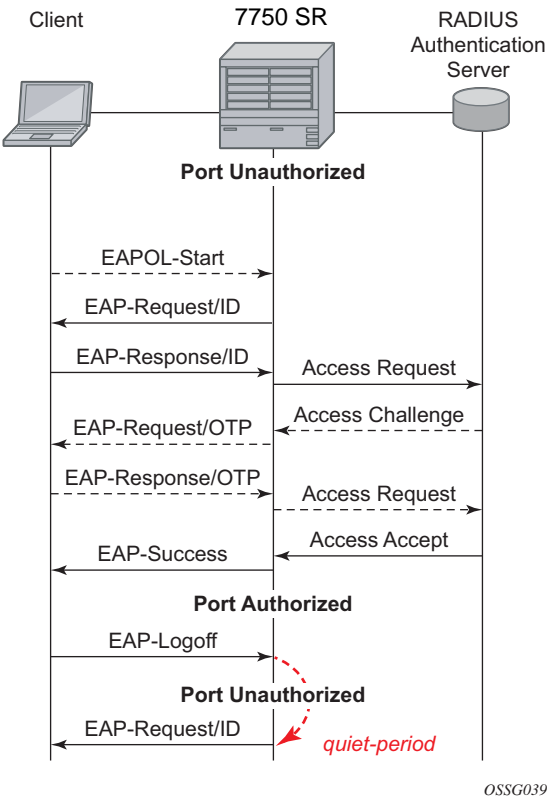 Client
7750 SR
RADIUS
Authentication
Server
Port Unauthorized
EAPOL-Start
EAP-Request/ID
EAP-Response/ID
Access Request
Access Challenge
EAP-Request/OTP
EAP-Response/OTP
Access Request
Access Accept
EAP-Success
Port Authorized
EAP-Logoff
Port Unauthorized
EAP-Request/ID
quiet-period
OSSG039